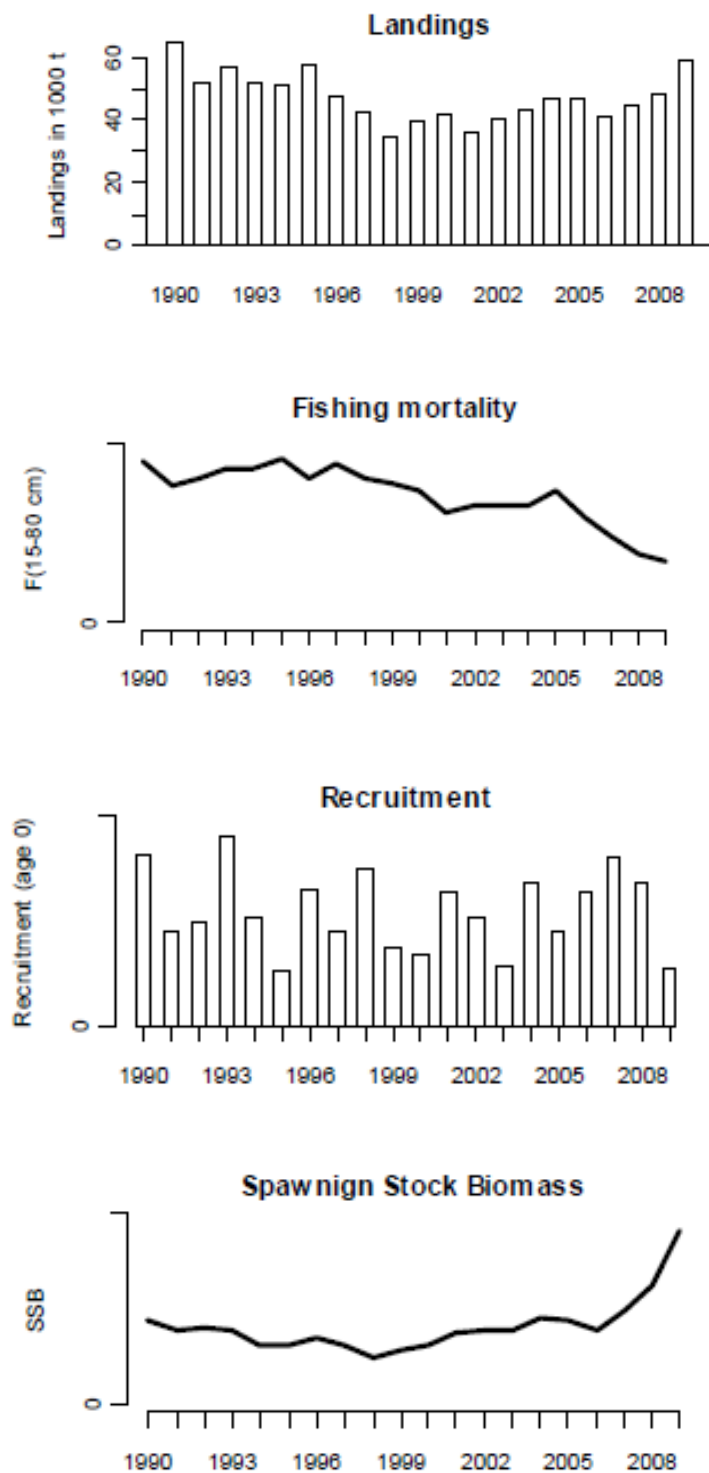 Landings
Landings in 1000 t
60
40
20
0
1990 1993 1996 1999 2002 2005 2008
Fishing mortality
F(15-80 cm)
0
1990 1993 1996 1999 2002 2005 2008
Recruitment
Recruitment (age 0)
0
1990 1993 1996 1999 2002 2005 2008
Spawnign Stock Biomass
SSB
0
1990 1993 1996 1999 2002 2005 2008